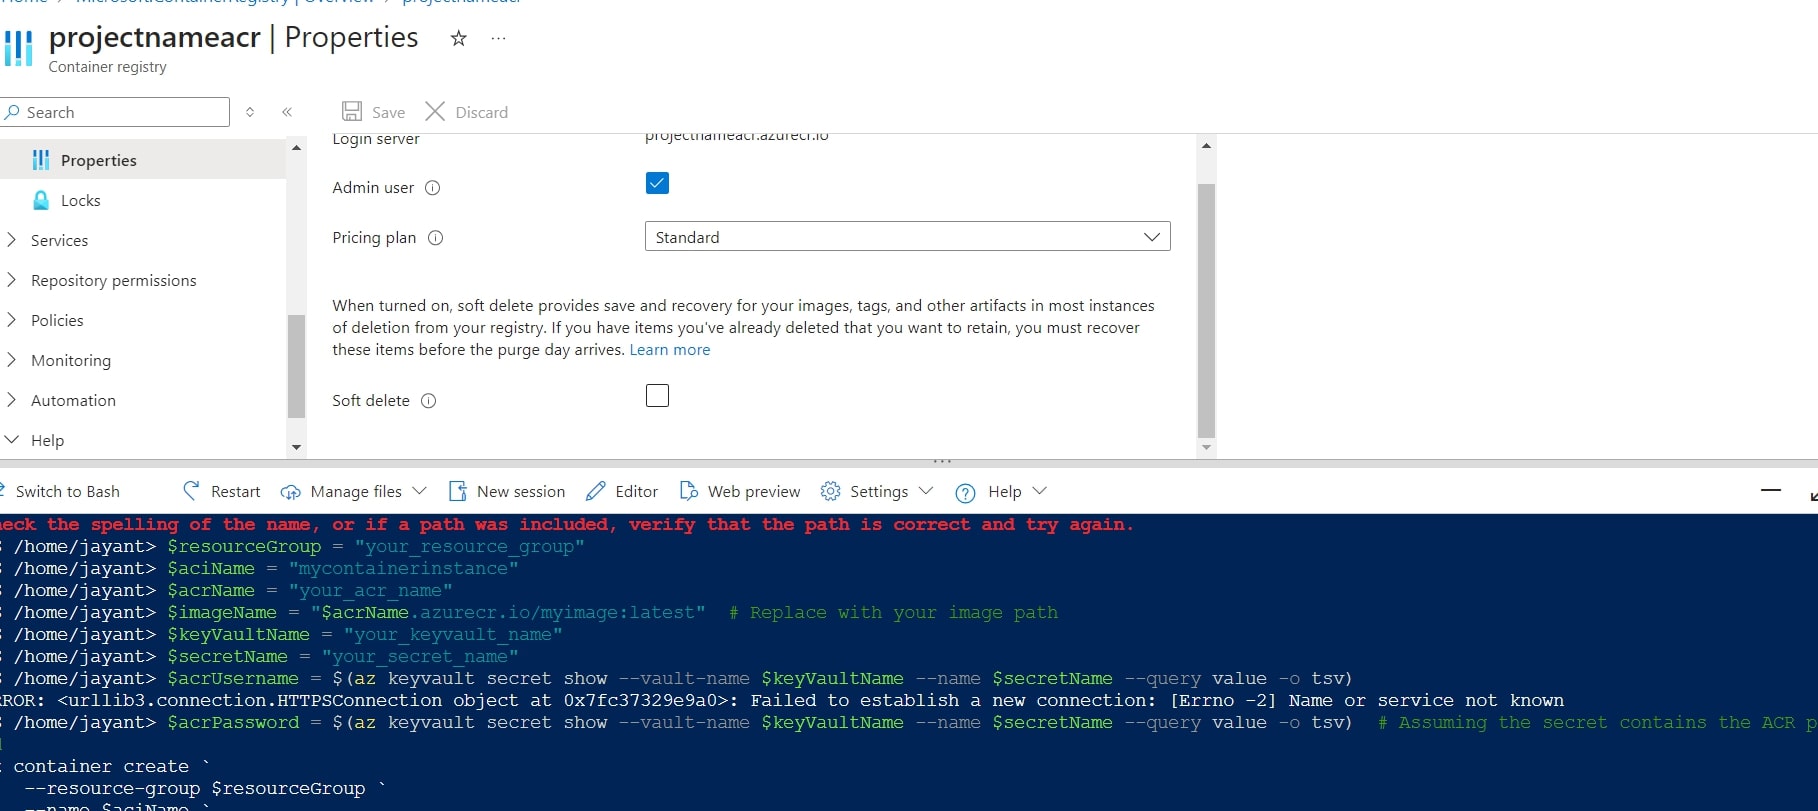 Home > Microsoft.ContainerRegistry | Overview > projectnameacr
projectnameacr | Properties
Container registry
Search
Save
Discard
Properties
Locks
Services
Repository permissions
Policies
Monitoring
Automation
Help
Login server
projectnameacr.azurecr.io
Admin user
Pricing plan
Standard
When turned on, soft delete provides save and recovery for your images, tags, and other artifacts in most instances
of deletion from your registry. If you have items you've already deleted that you want to retain, you must recover
these items before the purge day arrives. Learn more
Soft delete
Switch to Bash
Restart
Manage files
New session
Editor
Web preview
Settings
Help
eck the spelling of the name, or if a path was included, verify that the path is correct and try again.
/home/jayant> $resourceGroup = "your_resource_group"
/home/jayant> $aciName = "mycontainerinstance"
/home/jayant> $acrName = "your_acr_name"
/home/jayant> $imageName = "$acrName.azurecr.io/myimage:latest"  # Replace with your image path
/home/jayant> $keyVaultName = "your_keyvault_name"
/home/jayant> $secretName = "your_secret_name"
/home/jayant> $acrUsername = $(az keyvault secret show --vault-name $keyVaultName --name $secretName --query value -o tsv)
ROR: <urllib3.connection.HTTPSConnection object at 0x7fc37329e9a0>: Failed to establish a new connection: [Errno -2] Name or service not known
/home/jayant> $acrPassword = $(az keyvault secret show --vault-name $keyVaultName --name $secretName --query value -o tsv)  # Assuming the secret contains the ACR p
container create `
--resource-group $resourceGroup `
--name $aciName `